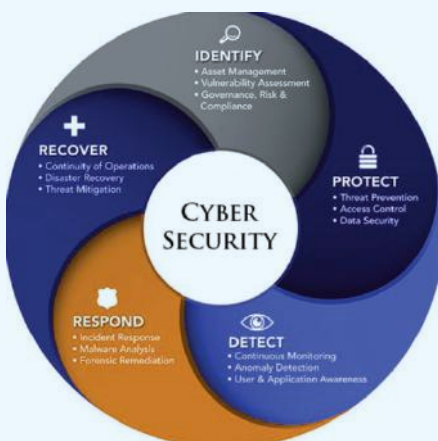 IDENTIFY
• Asset Management
• Vulnerability Assessment
• Governance, Risk &
Compliance
PROTECT
• Threat Prevention
• Access Control
• Data Security
DETECT
• Continuous Monitoring
• Anomaly Detection
• User & Application Awareness
RESPOND
• Incident Response
• Malware Analysis
• Forensic Remediation
RECOVER
• Continuity of Operations
• Disaster Recovery
• Threat Mitigation
CYBER
SECURITY